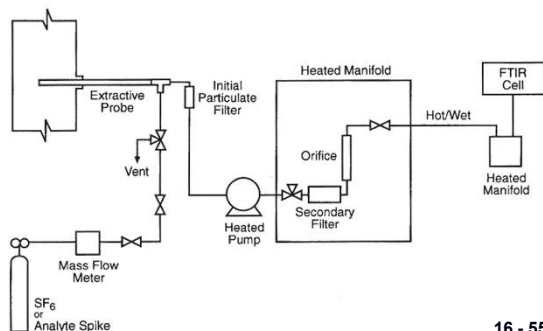 Extractive
Probe
Initial
Particulate
Filter
Heated Manifold
FTIR
Cell
Hot/Wet
Orifice
Heated
Manifold
Vent
Secondary
Filter
Heated
Pump
Mass Flow
Meter
SF6
or
Analyte Spike
16 - 55